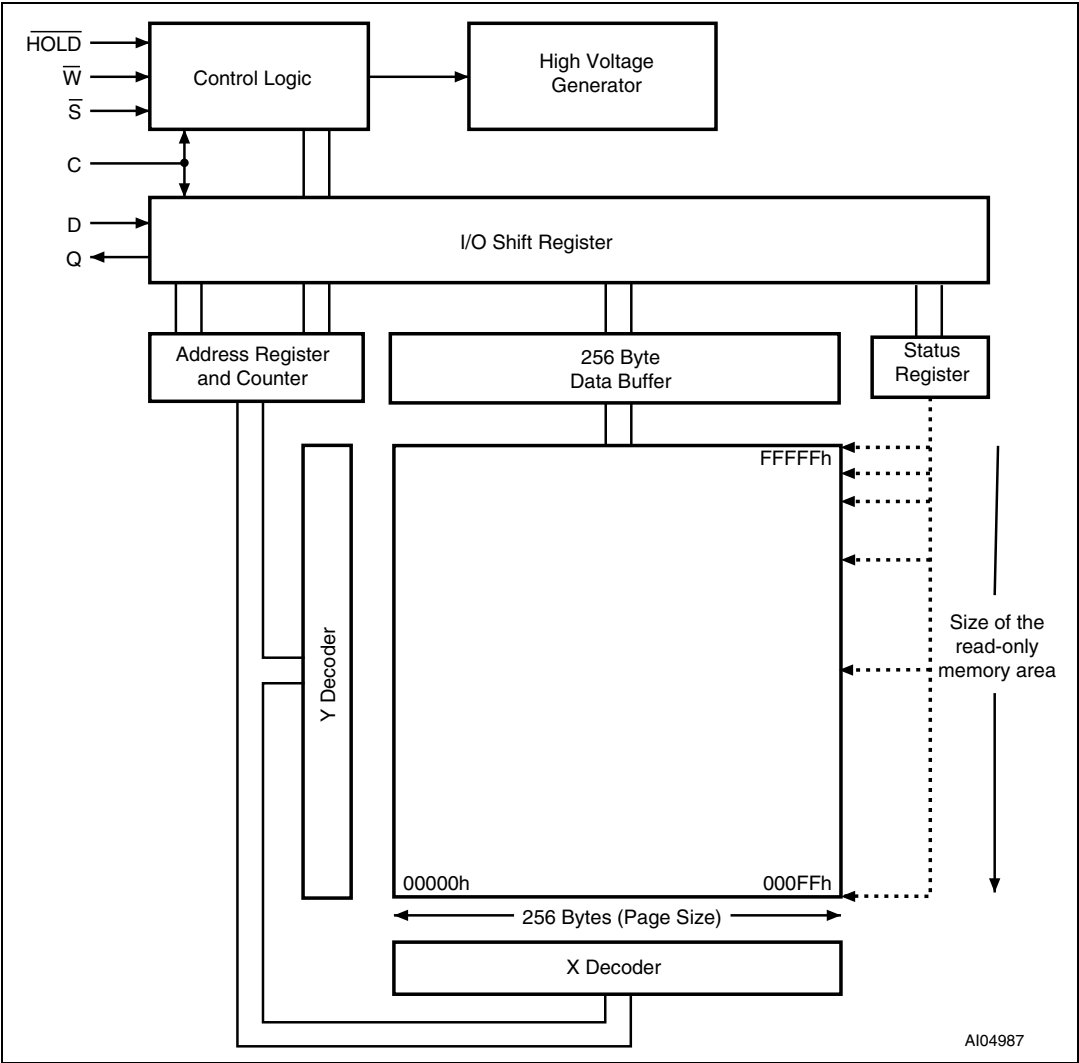 HOLD
W
S
C
D
Q
Control Logic
High Voltage
Generator
I/O Shift Register
Address Register
and Counter
256 Byte
Data Buffer
Status
Register
FFFFFh
Y Decoder
Size of the
read-only
memory area
00000h
000FFh
256 Bytes (Page Size)
X Decoder
AI04987